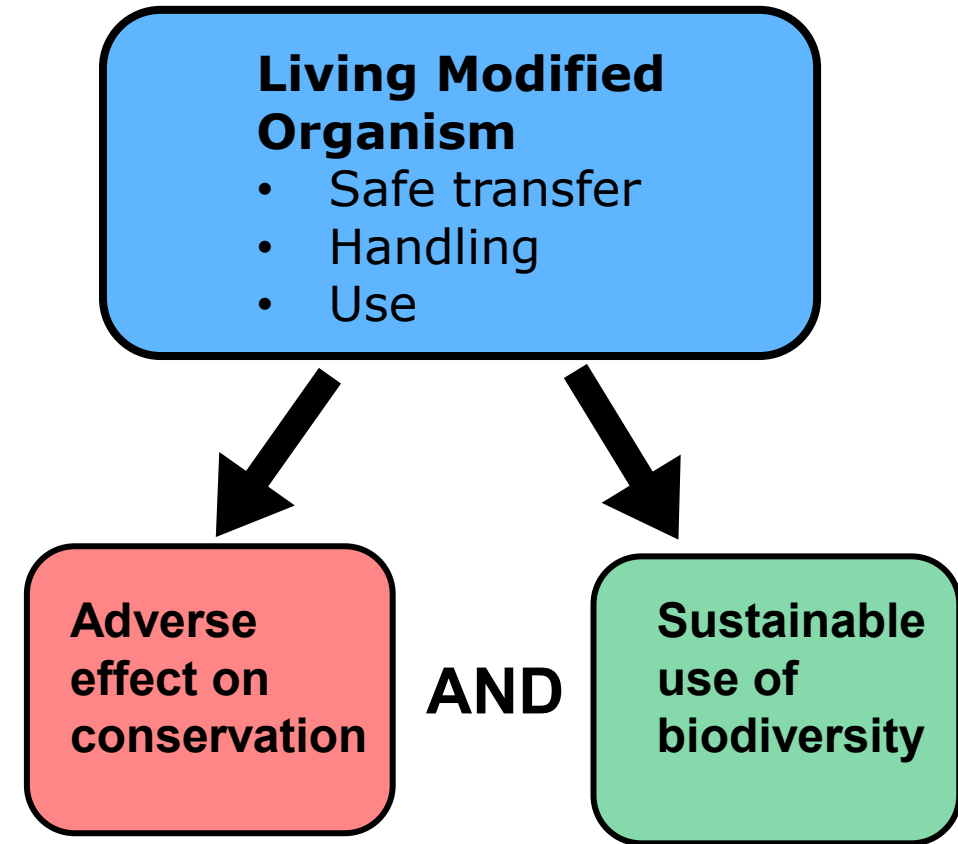 Living Modified
Organism
• Safe transfer
• Handling
• Use
Adverse
effect on
conservation
AND
Sustainable
use of
biodiversity